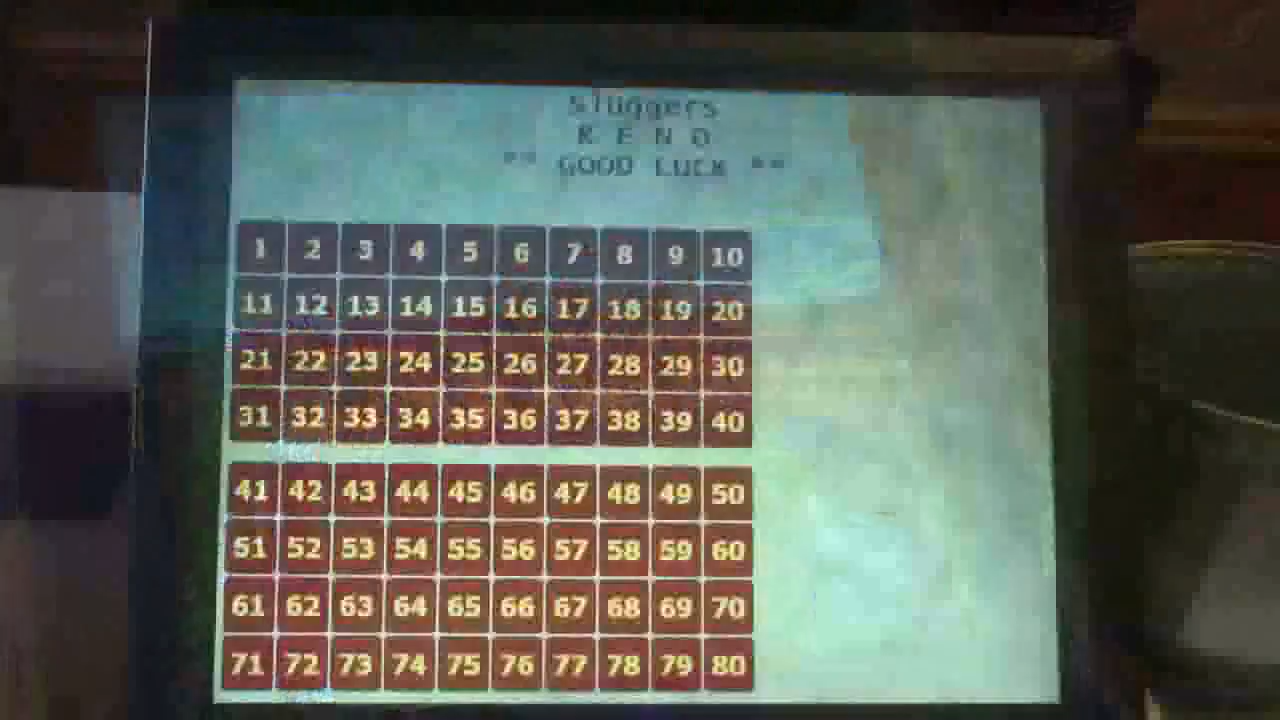 Sluggers
K E N O
** GOOD LUCK **
1 2 3 4 5 6 7 8 9 10
11 12 13 14 15 16 17 18 19 20
21 22 23 24 25 26 27 28 29 30
31 32 33 34 35 36 37 38 39 40
41 42 43 44 45 46 47 48 49 50
51 52 53 54 55 56 57 58 59 60
61 62 63 64 65 66 67 68 69 70
71 72 73 74 75 76 77 78 79 80